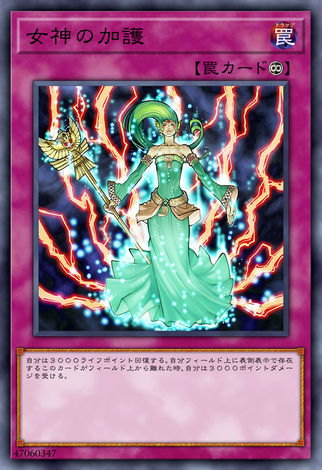 女神の加護
トラップ
罠
【罠カード】
自分は３０００ライフポイント回復する。自分フィールド上に表側表示で存在
するこのカードがフィールド上から離れた時、自分は３０００ポイントダメー
ジを受ける。
47060347